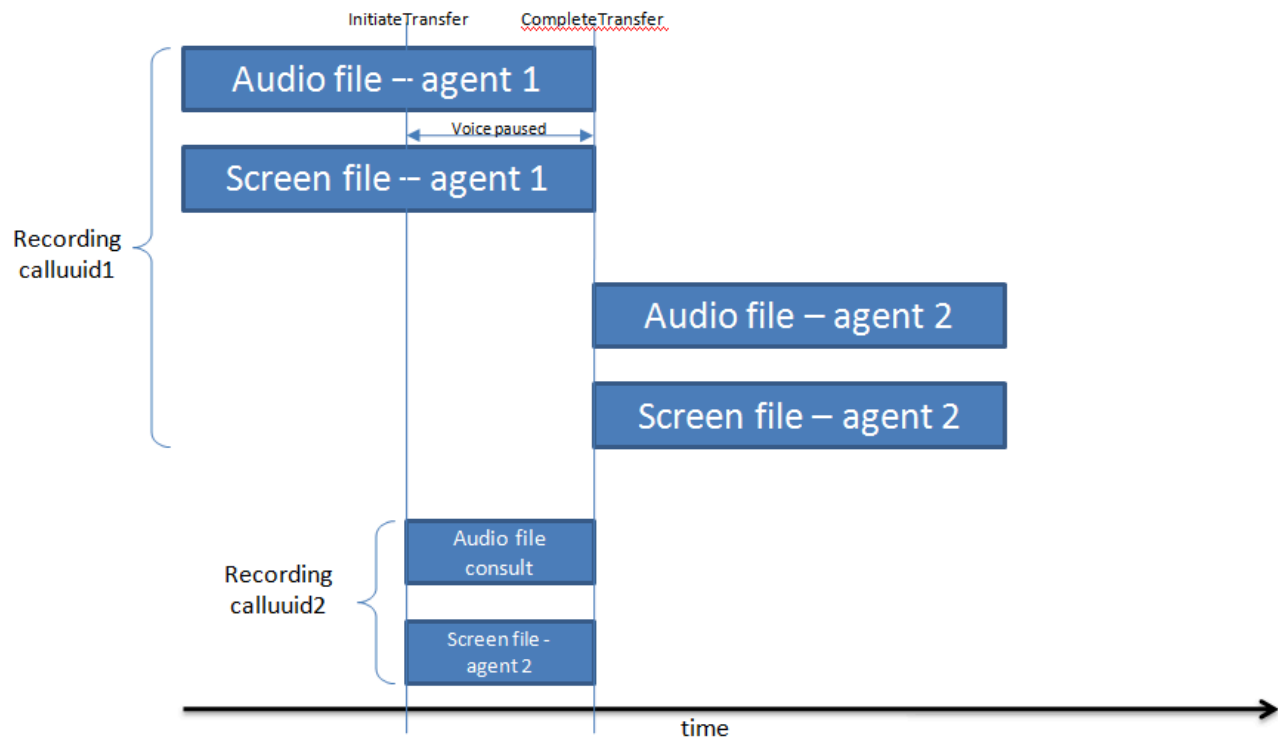 InitiateTransfer
CompleteTransfer
Audio file -- agent 1
Voice paused
Screen file -- agent 1
Recording
calluuid1
Audio file – agent 2
Screen file – agent 2
Audio file
consult
Recording
calluuid2
Screen file -
agent 2
time